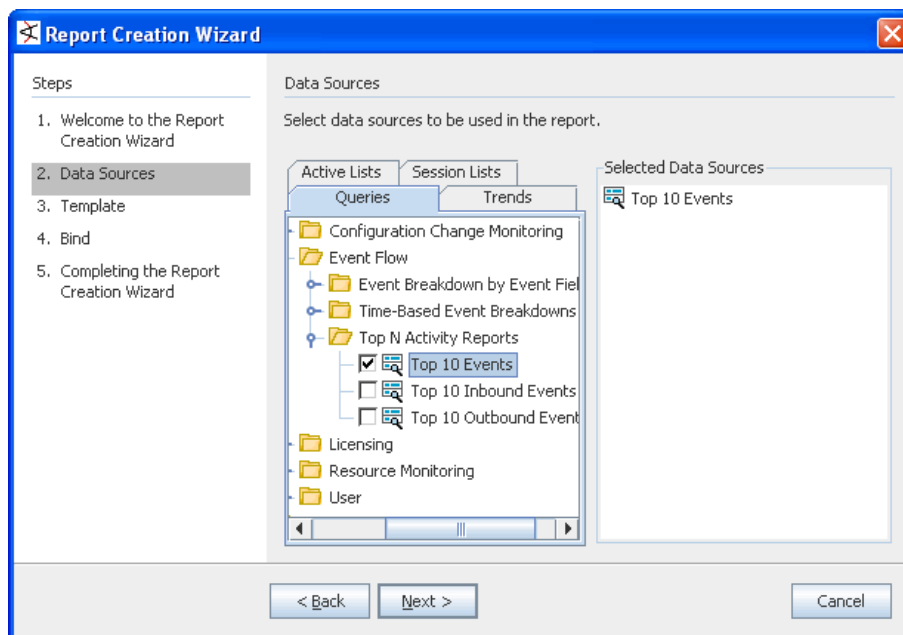 Report Creation Wizard
Steps
1. Welcome to the Report
Creation Wizard
2. Data Sources
3. Template
4. Bind
5. Completing the Report
Creation Wizard
Data Sources
Select data sources to be used in the report.
Active Lists
Session Lists
Queries
Trends
Configuration Change Monitoring
Event Flow
Event Breakdown by Event Fiel
Time-Based Event Breakdowns
Top N Activity Reports
Top 10 Events
Top 10 Inbound Events
Top 10 Outbound Event
Licensing
Resource Monitoring
User
Selected Data Sources
Top 10 Events
< Back
Next >
Cancel